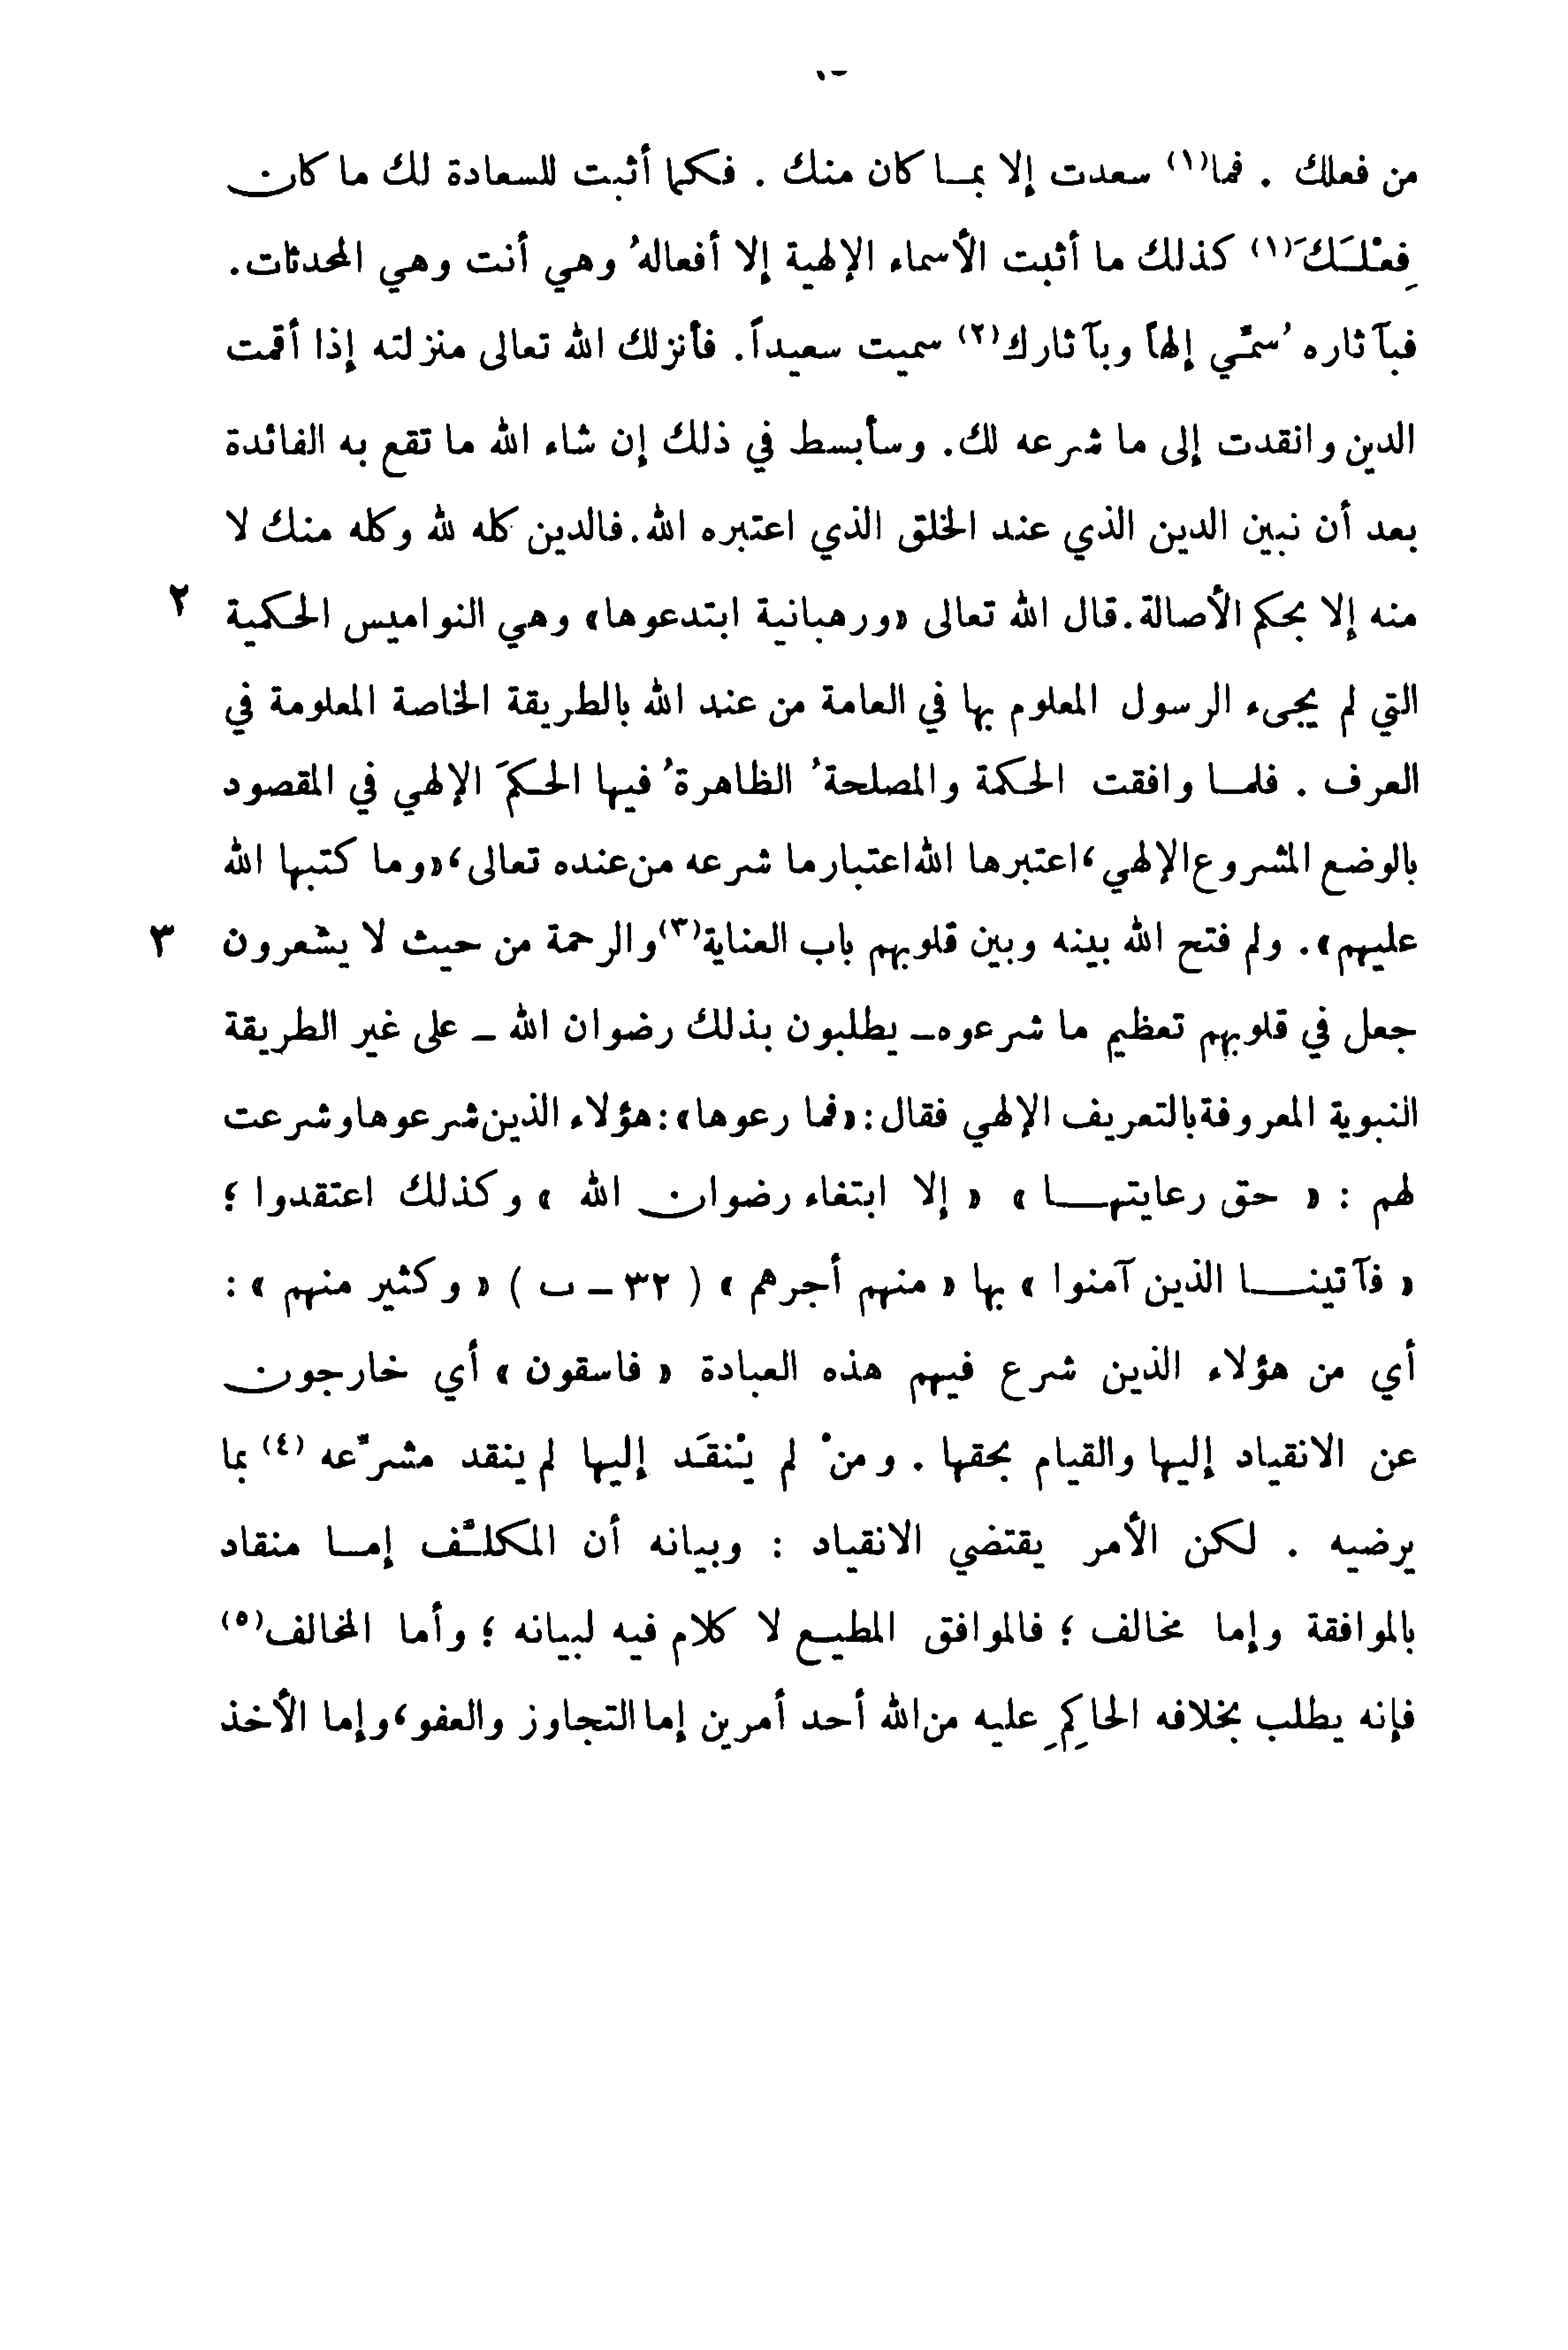 من فعلك . فما(١) سعدت إلا بما كان منك . فكما أثبت للسعادة لك ما كان
فِعْلَكَ(١) كذلك ما أثبت الأسماء الإلهية إلا أفعالهُ وهي أنت وهي المحدثات.
فبآثاره سُمِّي إلهاً وبآثارك(٢) سميت سعيداً. فأنزلك الله تعالى منزلته إذا أقمت
الدين وانقدت إلى ما شرعه لك. وسأبسط في ذلك إن شاء الله ما تقع به الفائدة
بعد أن نبين الدين الذي عند الخلق الذي اعتبره الله. فالدين كله لله وكله منك لا
منه إلا بحكم الأصالة. قال الله تعالى «ورهبانية ابتدعوها» وهي النواميس الحكمية ٢
التي لم يجىء الرسول المعلوم بها في العامة من عند الله بالطريقة الخاصة المعلومة في
العرف . فلما وافقت الحكمة والمصلحةُ الظاهرةُ فيها الحكمَ الإلهي في المقصود
بالوضع المشروع الإلهي، اعتبرها الله اعتبار ما شرعه من عنده تعالى، «وما كتبها الله
عليهم». ولم فتح الله بينه وبين قلوبهم باب العناية(٣) والرحمة من حيث لا يشعرون ٣
جعل في قلوبهم تعظيم ما شرعوه – يطلبون بذلك رضوان الله – على غير الطريقة
النبوية المعروفة بالتعريف الإلهي فقال: «فما رعوها»: هؤلاء الذين شرعوها وشرعت
لهم : « حق رعايتها » « إلا ابتغاء رضوان الله » وكذلك اعتقدوا ؛
« فآتينا الذين آمنوا » بها « منهم أجرهم » ( ٣٢ – ب ) « وكثير منهم » :
أي من هؤلاء الذين شرع فيهم هذه العبادة « فاسقون » أي خارجون
عن الانقياد إليها والقيام بحقها . ومنْ لم يَنْقَد إليها لم ينقد مشرِّعه (٤) بما
يرضيه . لكن الأمر يقتضي الانقياد : وبيانه أن المكلَّف إما منقاد
بالموافقة وإما مخالف ؛ فالموافق المطيع لا كلام فيه لبيانه ؛ وأما المخالف(٥)
فإنه يطلب بخلافه الحاكِمِ عليه من الله أحد أمرين إما التجاوز والعفو، وإما الأخذ